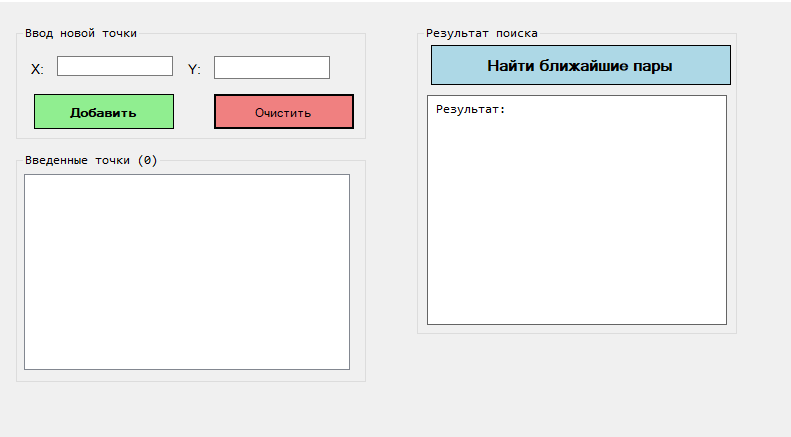 Ввод новой точки
X:
Y:
Добавить
Очистить
Введенные точки (0)
Результат поиска
Найти ближайшие пары
Результат: